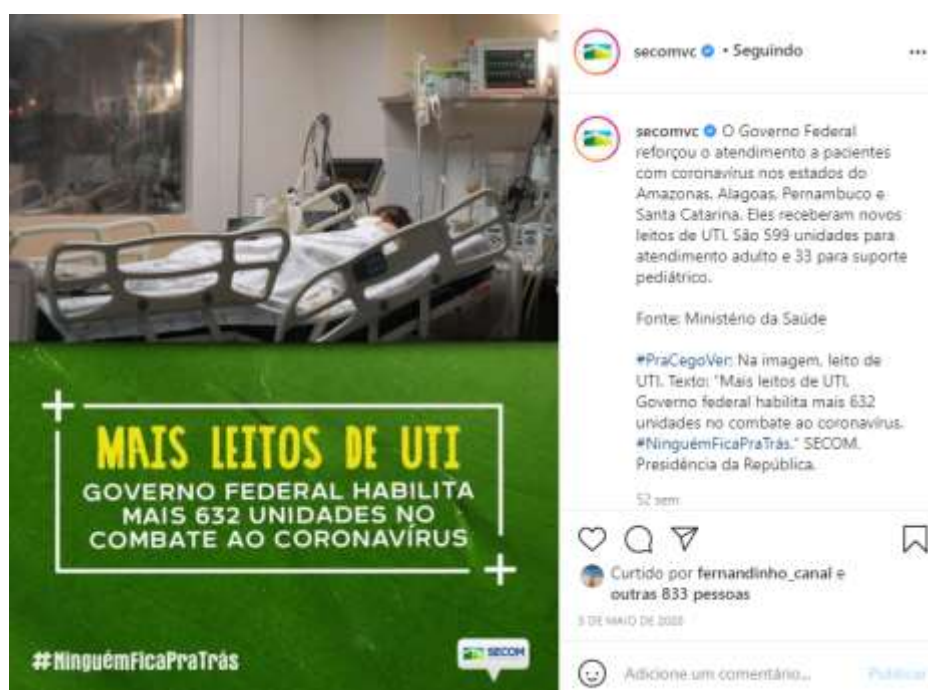 MAIS LEITOS DE UTI
GOVERNO FEDERAL HABILITA
MAIS 632 UNIDADES NO
COMBATE AO CORONAVÍRUS
#NinguémFicaPraTrás
SECOM
secomvc • Seguindo
secomvc O Governo Federal
reforçou o atendimento a pacientes
com coronavírus nos estados do
Amazonas, Alagoas, Pernambuco e
Santa Catarina. Eles receberam novos
leitos de UTI. São 599 unidades para
atendimento adulto e 33 para suporte
pediátrico.
Fonte: Ministério da Saúde
#PraCegoVer: Na imagem, leito de
UTI. Texto: "Mais leitos de UTI.
Governo federal habilita mais 632
unidades no combate ao coronavírus.
#NinguémFicaPraTrás." SECOM.
Presidência da República.
52 sem
Curtido por fernandinho_canal e
outras 833 pessoas
DE MAIO DE 2020
Adicione um comentário...
Publicar